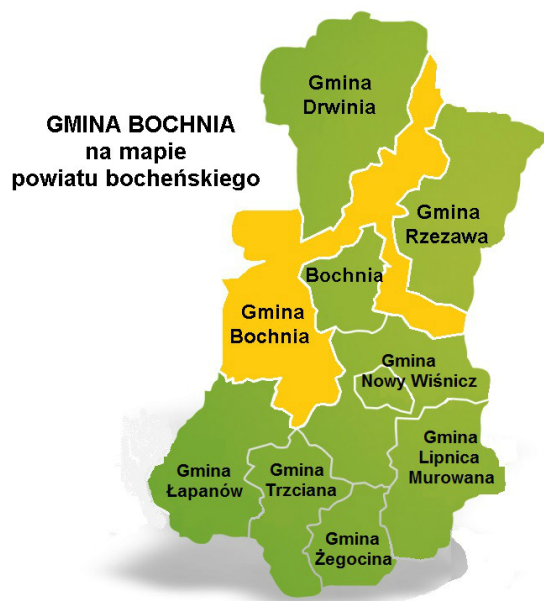 GMINA BOCHNIA
na mapie
powiatu bocheńskiego
Gmina
Drwinia
Gmina
Rzezawa
Bochnia
Gmina
Bochnia
Gmina
Nowy Wiśnicz
Gmina
Lipnica
Murowana
Gmina
Łapanów
Gmina
Trzciana
Gmina
Żegocina